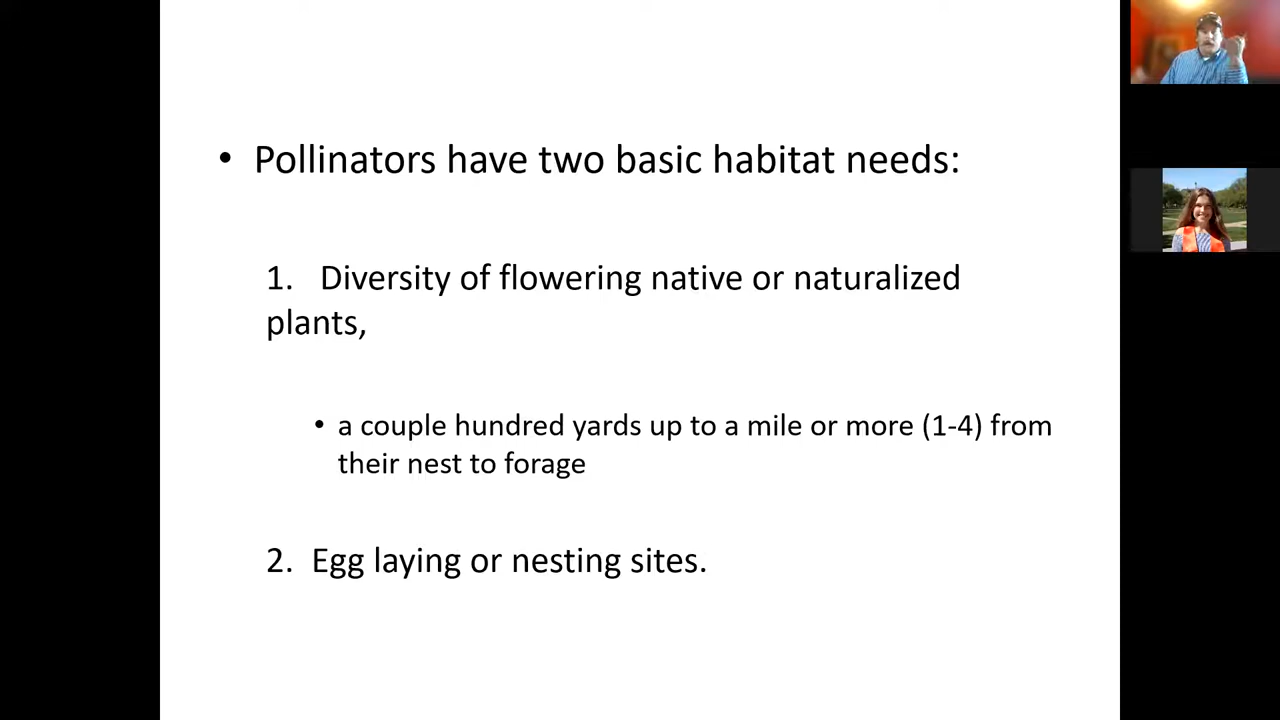 • Pollinators have two basic habitat needs:
1. Diversity of flowering native or naturalized
plants,
• a couple hundred yards up to a mile or more (1-4) from
their nest to forage
2. Egg laying or nesting sites.